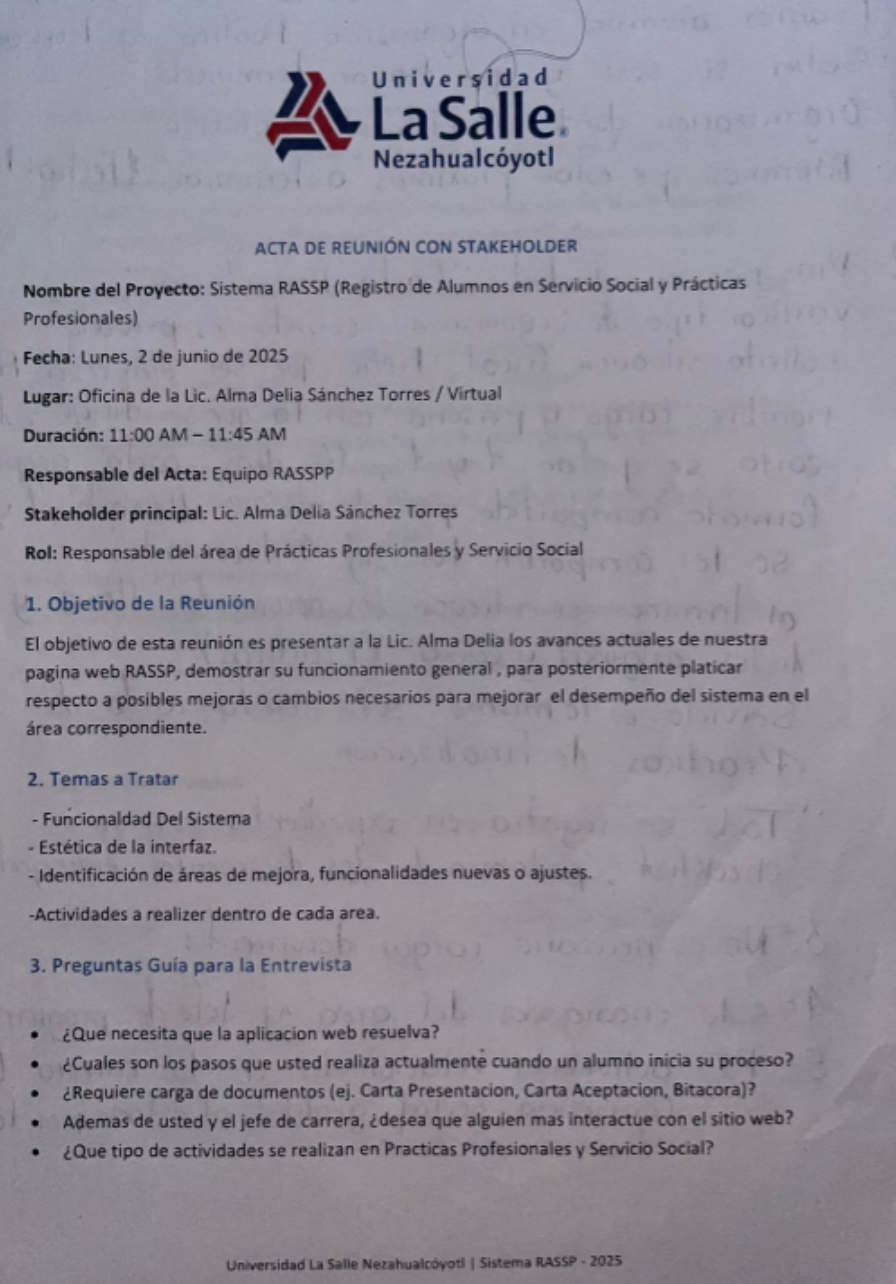 Universidad
La Salle®
Nezahualcóyotl
ACTA DE REUNIÓN CON STAKEHOLDER
Nombre del Proyecto: Sistema RASSP (Registro de Alumnos en Servicio Social y Prácticas
Profesionales)
Fecha: Lunes, 2 de junio de 2025
Lugar: Oficina de la Lic. Alma Delia Sánchez Torres / Virtual
Duración: 11:00 AM – 11:45 AM
Responsable del Acta: Equipo RASSPP
Stakeholder principal: Lic. Alma Delia Sánchez Torres
Rol: Responsable del área de Prácticas Profesionales y Servicio Social
1. Objetivo de la Reunión
El objetivo de esta reunión es presentar a la Lic. Alma Delia los avances actuales de nuestra
pagina web RASSP, demostrar su funcionamiento general , para posteriormente platicar
respecto a posibles mejoras o cambios necesarios para mejorar el desempeño del sistema en el
área correspondiente.
2. Temas a Tratar
- Funcionaldad Del Sistema
- Estética de la interfaz.
- Identificación de áreas de mejora, funcionalidades nuevas o ajustes.
-Actividades a realizer dentro de cada area.
3. Preguntas Guía para la Entrevista
• ¿Que necesita que la aplicacion web resuelva?
• ¿Cuales son los pasos que usted realiza actualmente cuando un alumno inicia su proceso?
• ¿Requiere carga de documentos (ej. Carta Presentacion, Carta Aceptacion, Bitacora)?
• Ademas de usted y el jefe de carrera, ¿desea que alguien mas interactue con el sitio web?
• ¿Que tipo de actividades se realizan en Practicas Profesionales y Servicio Social?
Universidad La Salle Nezahualcóyotl | Sistema RASSP - 2025